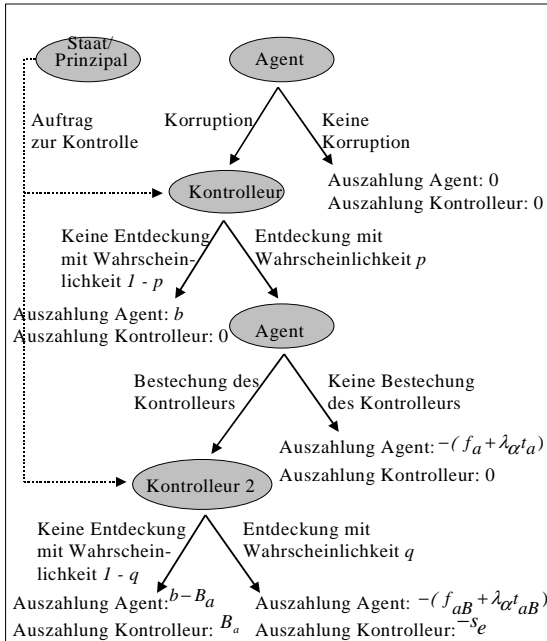 Staat/
Prinzipal
Agent
Auftrag
zur Kontrolle
Korruption
Keine
Korruption
Kontrolleur
Auszahlung Agent: 0
Auszahlung Kontrolleur: 0
Keine Entdeckung
mit Wahrschein-
lichkeit 1 - p
Entdeckung mit
Wahrscheinlichkeit p
Auszahlung Agent: b
Auszahlung Kontrolleur: 0
Agent
Bestechung des
Kontrolleurs
Keine Bestechung
des Kontrolleurs
Auszahlung Agent: −(f_a + λ_α t_a)
Auszahlung Kontrolleur: 0
Kontrolleur 2
Keine Entdeckung
mit Wahrschein-
lichkeit 1 - q
Entdeckung mit
Wahrscheinlichkeit q
Auszahlung Agent: b − B_a
Auszahlung Kontrolleur: B_a
Auszahlung Agent: −(f_aB + λ_α t_aB)
Auszahlung Kontrolleur: −s_e